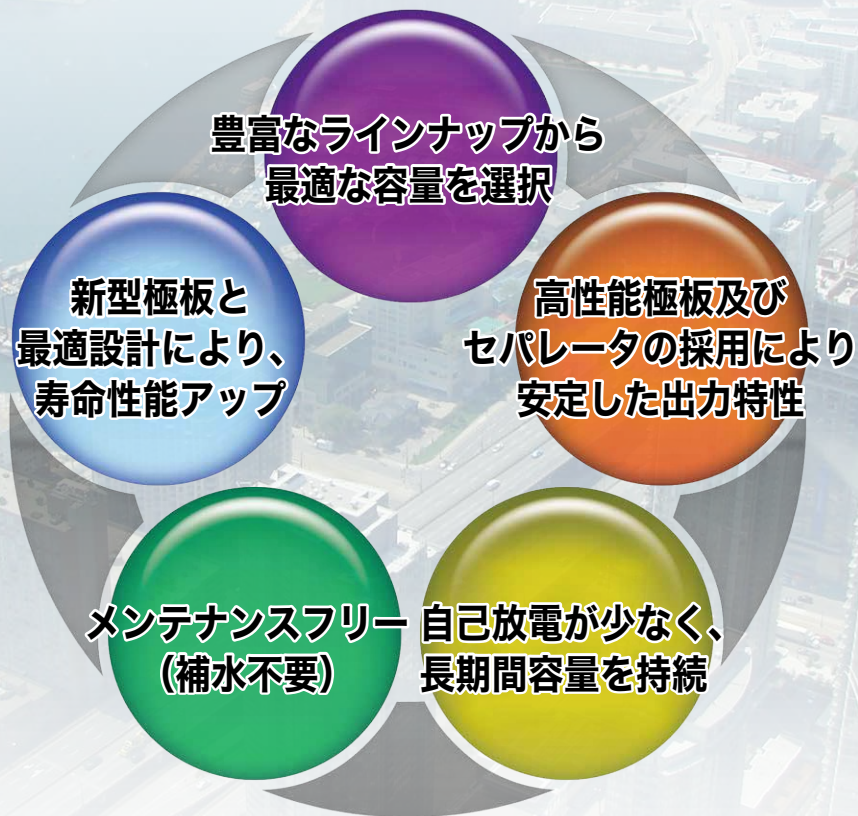 豊富なラインナップから
最適な容量を選択
新型極板と
最適設計により、
寿命性能アップ
高性能極板及び
セパレータの採用により
安定した出力特性
メンテナンスフリー
（補水不要）
自己放電が少なく、
長期間容量を持続